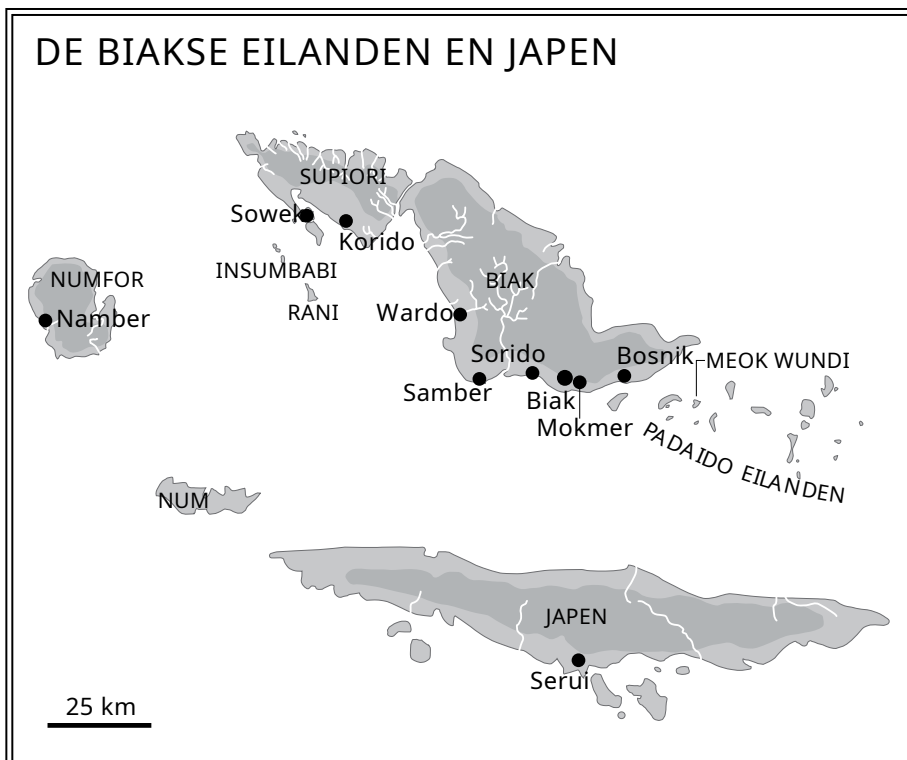 DE BIAKSE EILANDEN EN JAPEN
SUPIORI
Sowek
Korido
INSUMBABI
NUMFOR
BIAK
RANI
Namber
Wardo
Sorido
Bosnik
MEOK WUNDI
Samber
Biak
Mokmer
PADAIDO EILANDEN
NUM
JAPEN
Serui
25 km